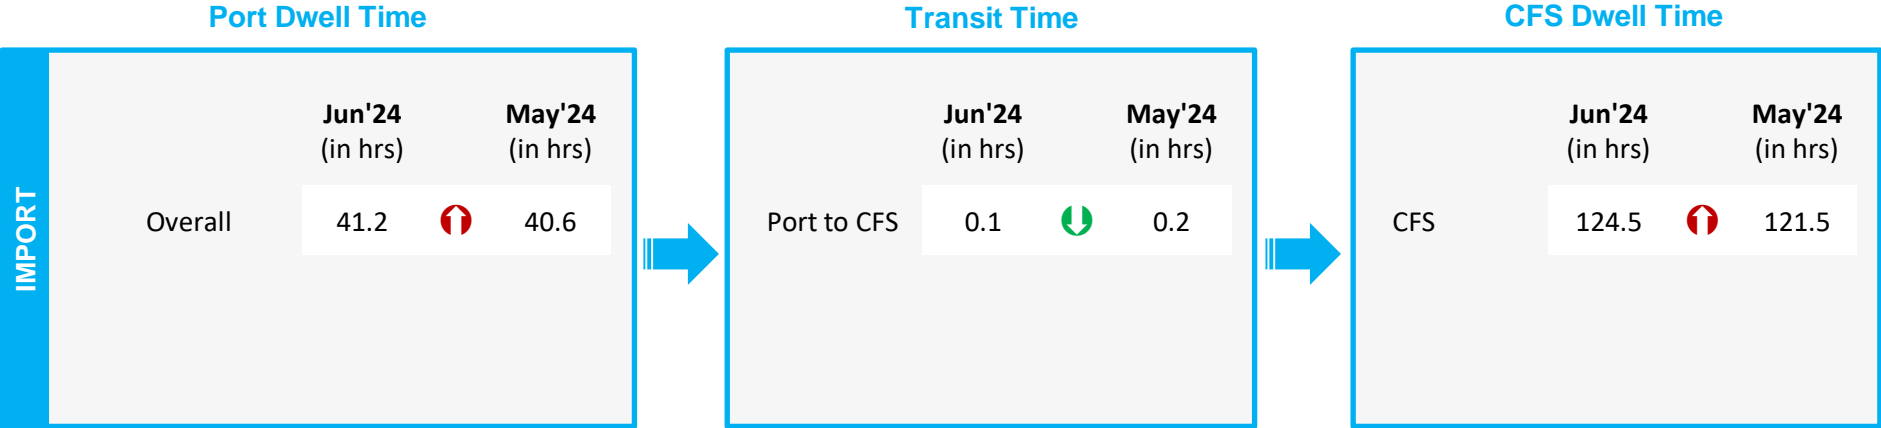 Port Dwell Time
Transit Time
CFS Dwell Time
IMPORT
Jun'24 May'24
(in hrs) (in hrs)
Overall 41.2 40.6
Jun'24 May'24
(in hrs) (in hrs)
Port to CFS 0.1 0.2
Jun'24 May'24
(in hrs) (in hrs)
CFS 124.5 121.5